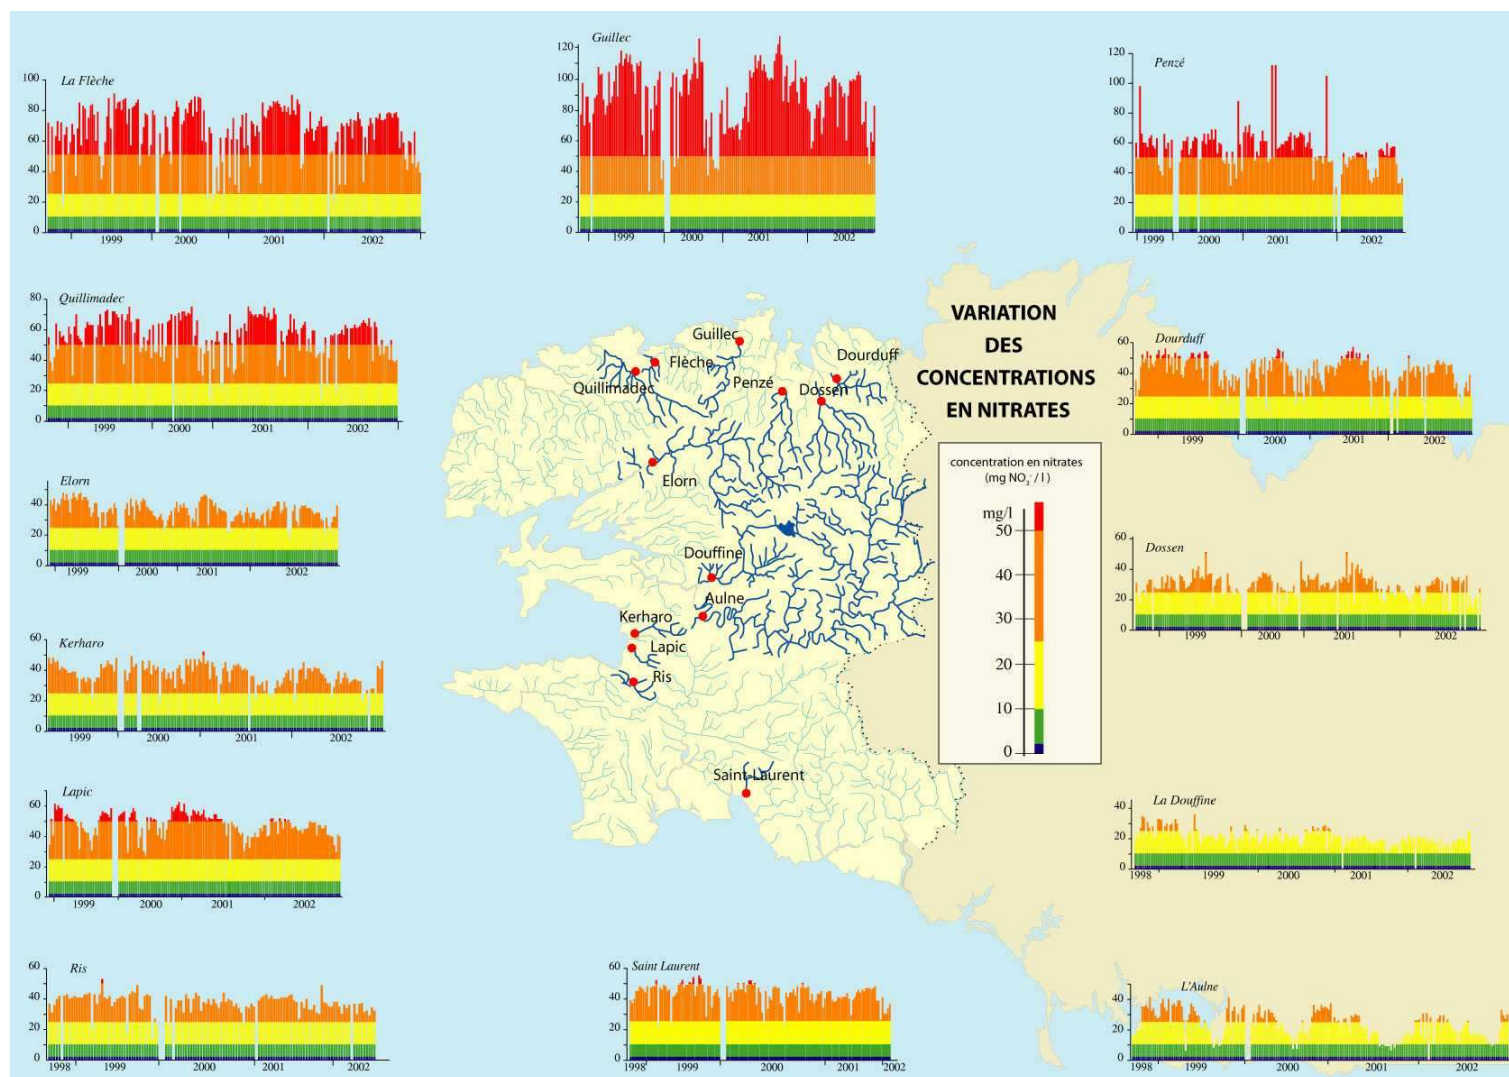 La Flèche
100
80
60
40
20
0
1999 2000 2001 2002
Guillec
120
100
80
60
40
20
0
1999 2000 2001 2002
Penzé
120
100
80
60
40
20
0
1999 2000 2001 2002
Quillimadec
80
60
40
20
0
1999 2000 2001 2002
VARIATION
DES
CONCENTRATIONS
EN NITRATES
Guillec
Flèche
Quillimadec
Penzé
Dourduff
Dossen
Elorn
Douffine
Aulne
Kerharo
Lapic
Ris
Saint-Laurent
concentration en nitrates
(mg NO₃⁻ / l)
mg/l
50
40
30
20
10
0
Dourduff
60
40
20
0
1999 2000 2001 2002
Elorn
40
20
0
1999 2000 2001 2002
Dossen
60
40
20
0
1999 2000 2001 2002
Kerharo
60
40
20
0
1999 2000 2001 2002
Lapic
60
40
20
0
1999 2000 2001 2002
La Douffine
40
20
0
1998 1999 2000 2001 2002
Ris
60
40
20
0
1998 1999 2000 2001 2002
Saint Laurent
60
40
20
0
1998 1999 2000 2001 2002
L'Aulne
40
20
0
1998 1999 2000 2001 2002